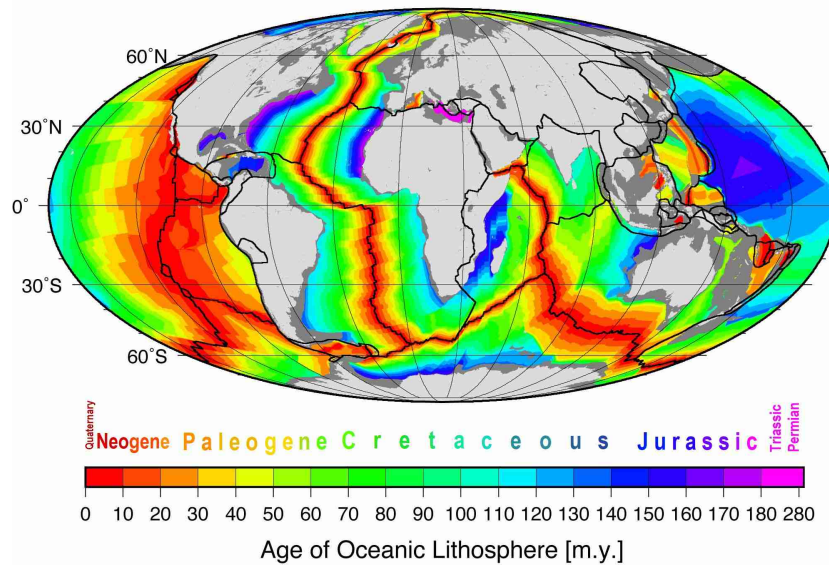 60°N
30°N
0°
30°S
60°S
Quaternary Neogene Paleogene Cretaceous Jurassic Triassic Permian
0 10 20 30 40 50 60 70 80 90 100 110 120 130 140 150 160 170 180 280
Age of Oceanic Lithosphere [m.y.]